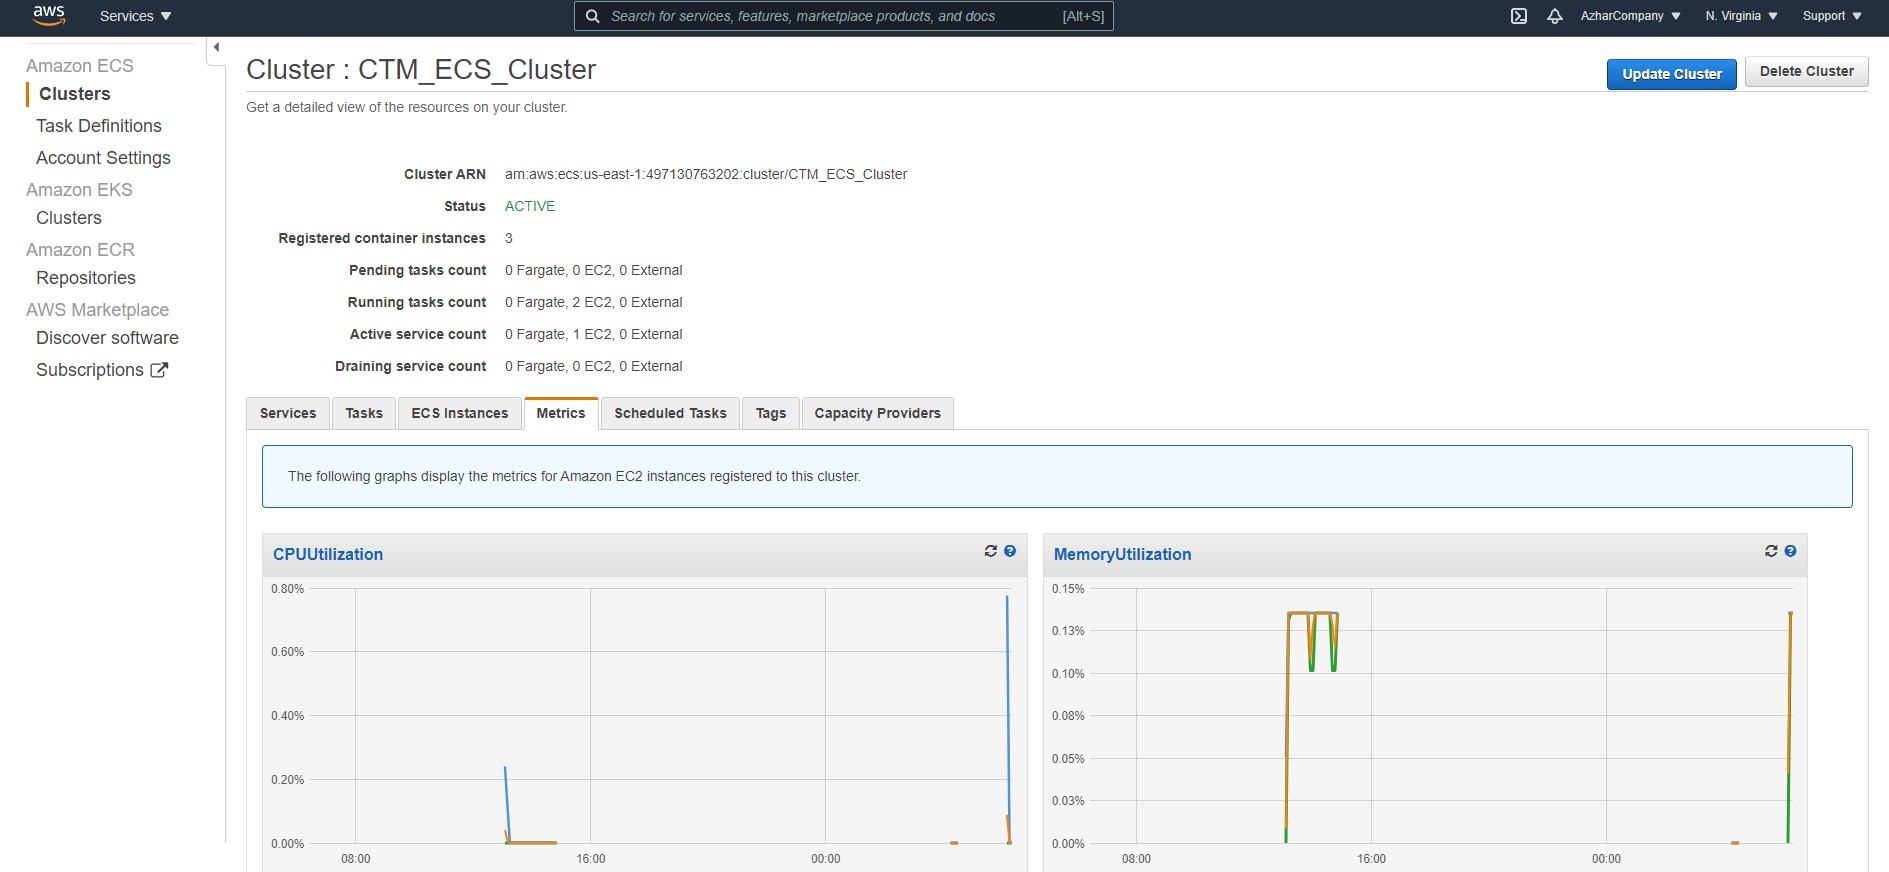 aws Services Search for services, features, marketplace products, and docs [Alt+S] AzharCompany N. Virginia Support
Amazon ECS
Clusters
Task Definitions
Account Settings
Amazon EKS
Clusters
Amazon ECR
Repositories
AWS Marketplace
Discover software
Subscriptions
Cluster : CTM_ECS_Cluster
Update Cluster Delete Cluster
Get a detailed view of the resources on your cluster.
Cluster ARN arn:aws:ecs:us-east-1:497130763202:cluster/CTM_ECS_Cluster
Status ACTIVE
Registered container instances 3
Pending tasks count 0 Fargate, 0 EC2, 0 External
Running tasks count 0 Fargate, 2 EC2, 0 External
Active service count 0 Fargate, 1 EC2, 0 External
Draining service count 0 Fargate, 0 EC2, 0 External
Services Tasks ECS Instances Metrics Scheduled Tasks Tags Capacity Providers
The following graphs display the metrics for Amazon EC2 instances registered to this cluster.
CPUUtilization
0.80%
0.60%
0.40%
0.20%
0.00%
08:00 16:00 00:00
MemoryUtilization
0.15%
0.13%
0.10%
0.08%
0.05%
0.03%
0.00%
08:00 16:00 00:00